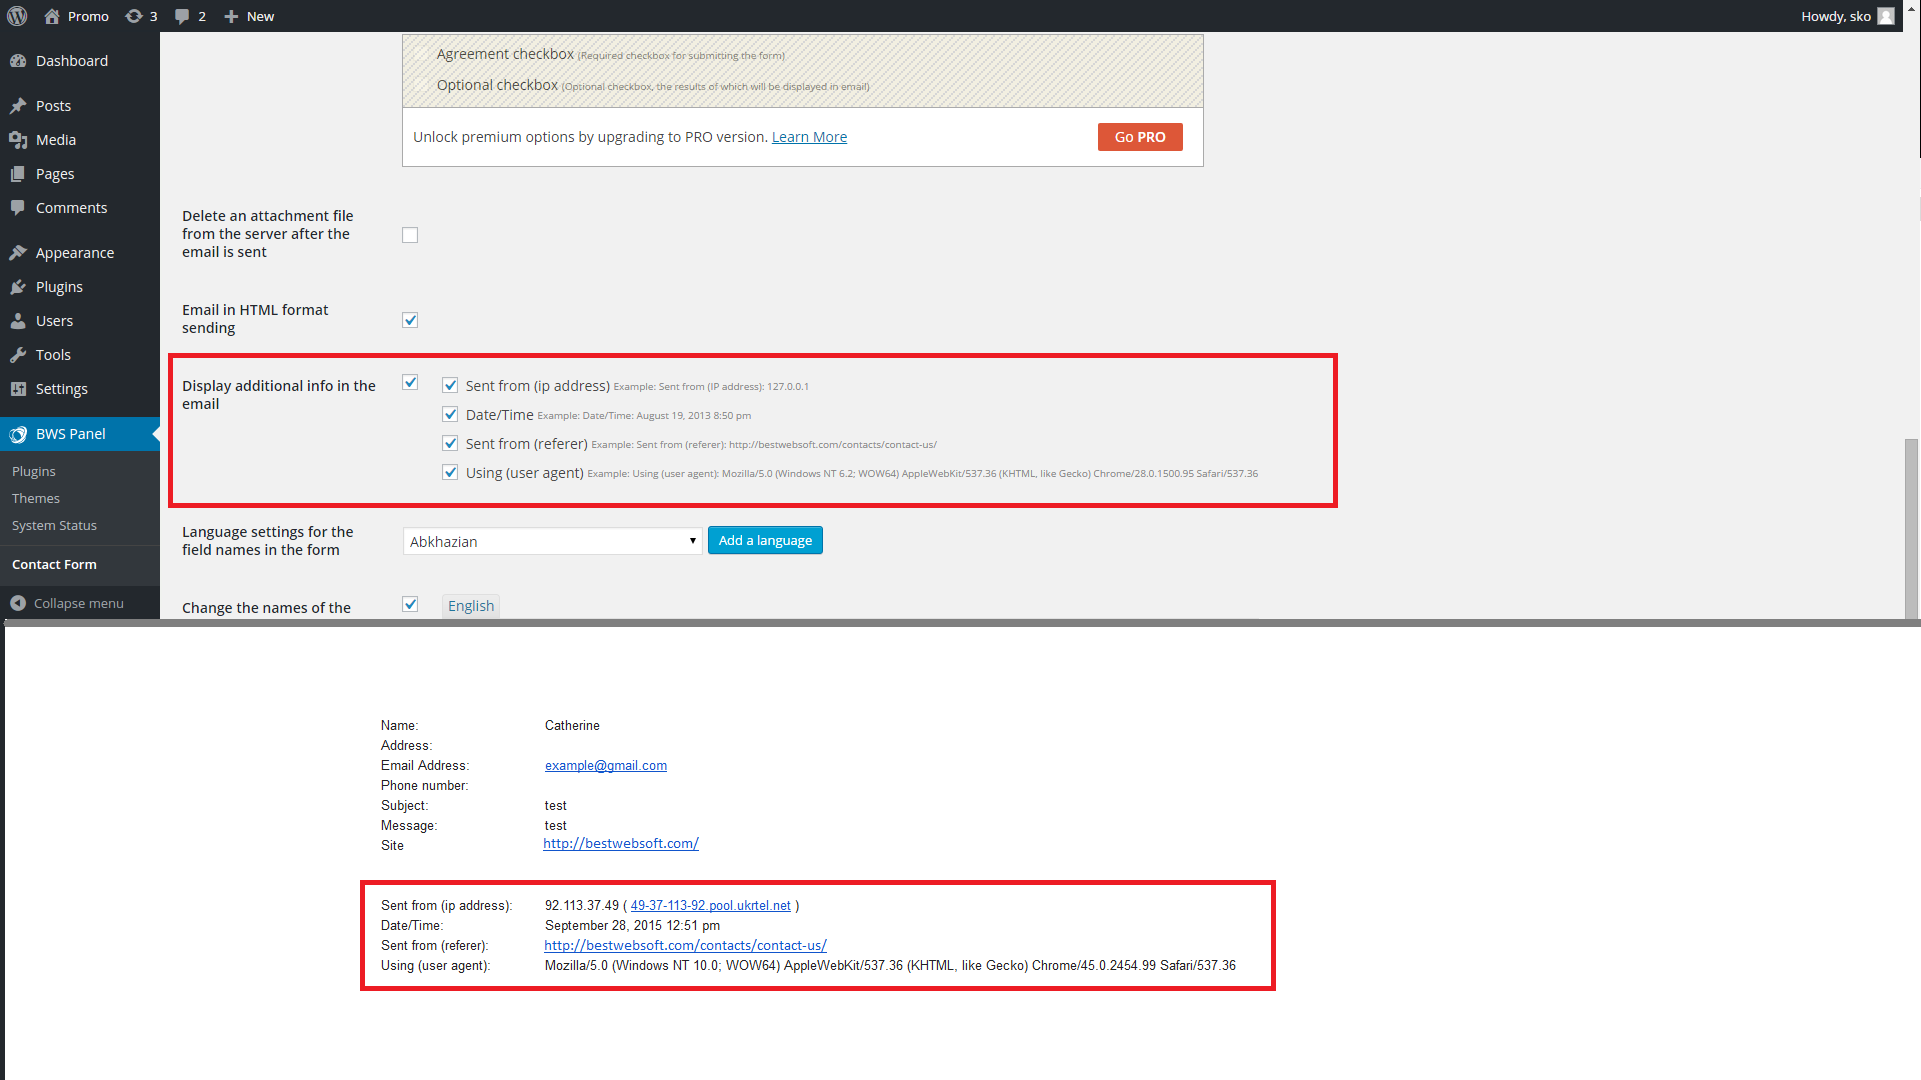 Promo 3 2 New Howdy, sko
Dashboard
Posts
Media
Pages
Comments
Appearance
Plugins
Users
Tools
Settings
BWS Panel
Plugins
Themes
System Status
Contact Form
Collapse menu
Agreement checkbox (Required checkbox for submitting the form)
Optional checkbox (Optional checkbox, the results of which will be displayed in email)
Unlock premium options by upgrading to PRO version. Learn More Go PRO
Delete an attachment file
from the server after the
email is sent
Email in HTML format
sending
Display additional info in the
email
Sent from (ip address) Example: Sent from (IP address): 127.0.0.1
Date/Time Example: Date/Time: August 19, 2013 8:50 pm
Sent from (referer) Example: Sent from (referer): http://bestwebsoft.com/contacts/contact-us/
Using (user agent) Example: Using (user agent): Mozilla/5.0 (Windows NT 6.2; WOW64) AppleWebKit/537.36 (KHTML, like Gecko) Chrome/28.0.1500.95 Safari/537.36
Language settings for the
field names in the form
Abkhazian Add a language
Change the names of the
English
Name: Catherine
Address:
Email Address: example@gmail.com
Phone number:
Subject: test
Message: test
Site http://bestwebsoft.com/
Sent from (ip address): 92.113.37.49 ( 49-37-113-92.pool.ukrtel.net )
Date/Time: September 28, 2015 12:51 pm
Sent from (referer): http://bestwebsoft.com/contacts/contact-us/
Using (user agent): Mozilla/5.0 (Windows NT 10.0; WOW64) AppleWebKit/537.36 (KHTML, like Gecko) Chrome/45.0.2454.99 Safari/537.36